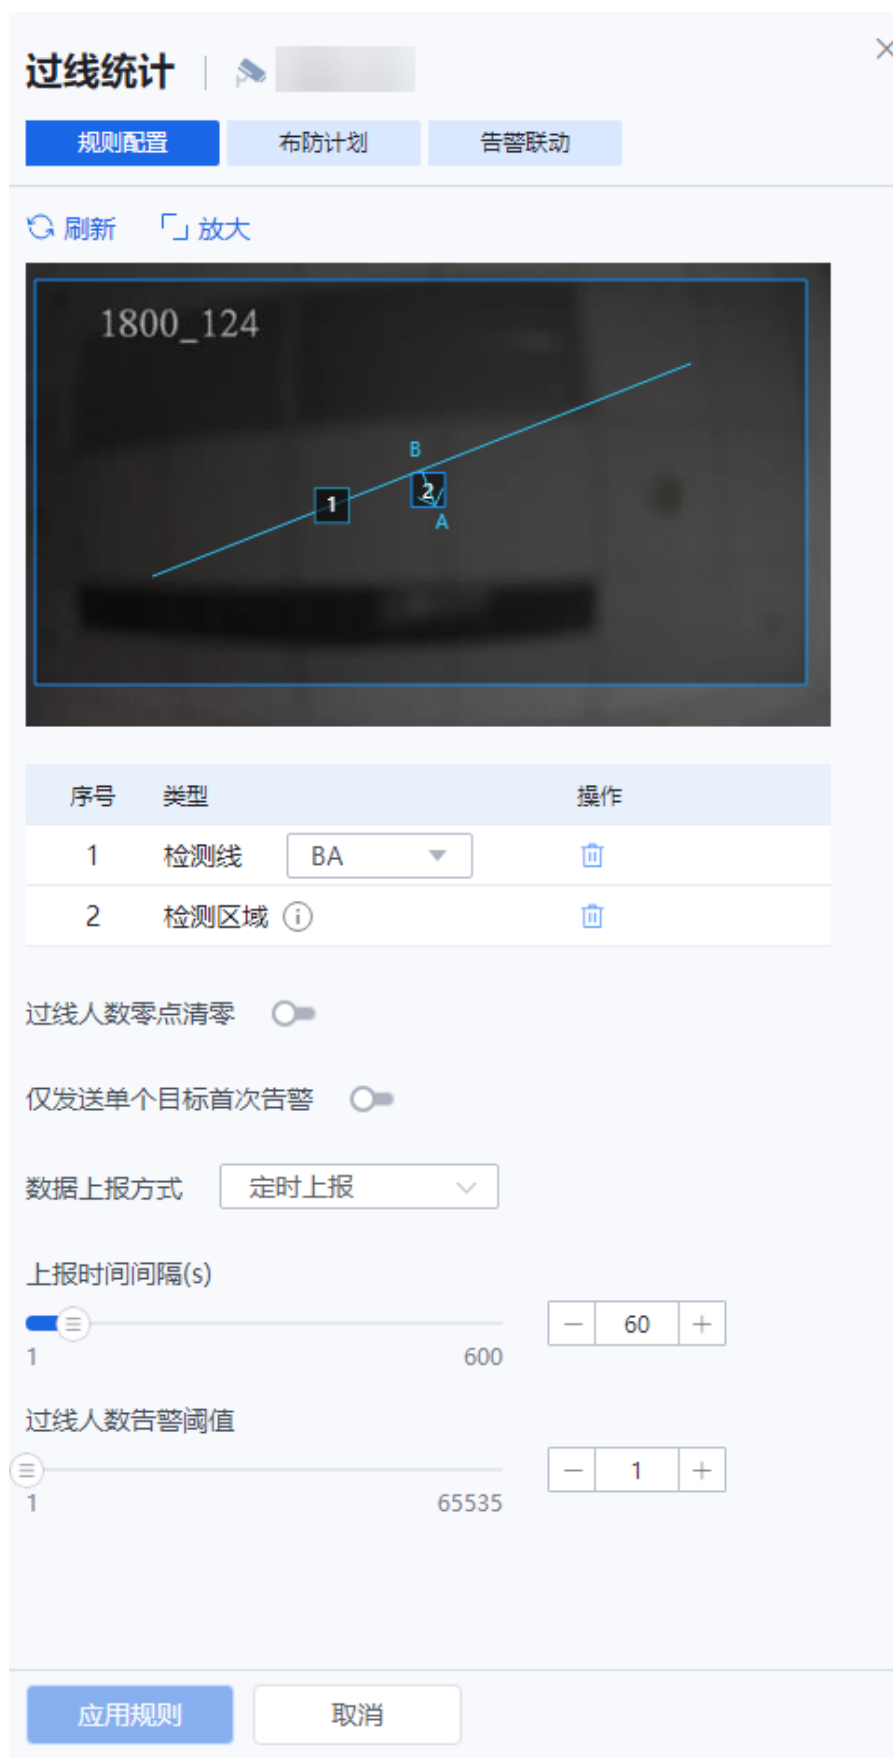 过线统计
规则配置 布防计划 告警联动
刷新 放大
1800_124
B
1 2
A
序号 类型 操作
1 检测线 BA
2 检测区域
过线人数零点清零
仅发送单个目标首次告警
数据上报方式 定时上报
上报时间间隔(s)
60
1 600
过线人数告警阈值
1
1 65535
应用规则 取消